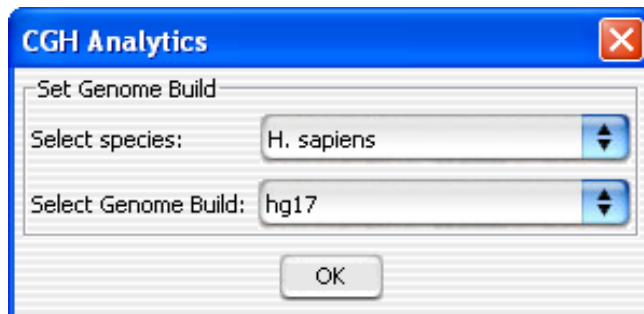 CGH Analytics
Set Genome Build
Select species: H. sapiens
Select Genome Build: hg17
OK